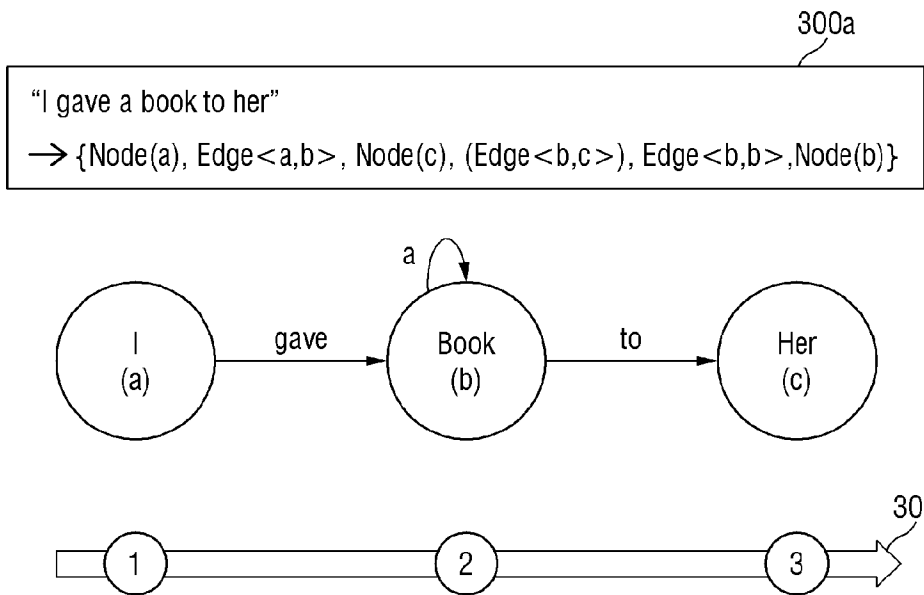 300a
"I gave a book to her"
→ {Node(a), Edge<a,b>, Node(c), (Edge<b,c>), Edge<b,b>,Node(b)}
a
I
(a)
gave
Book
(b)
to
Her
(c)
30
1
2
3